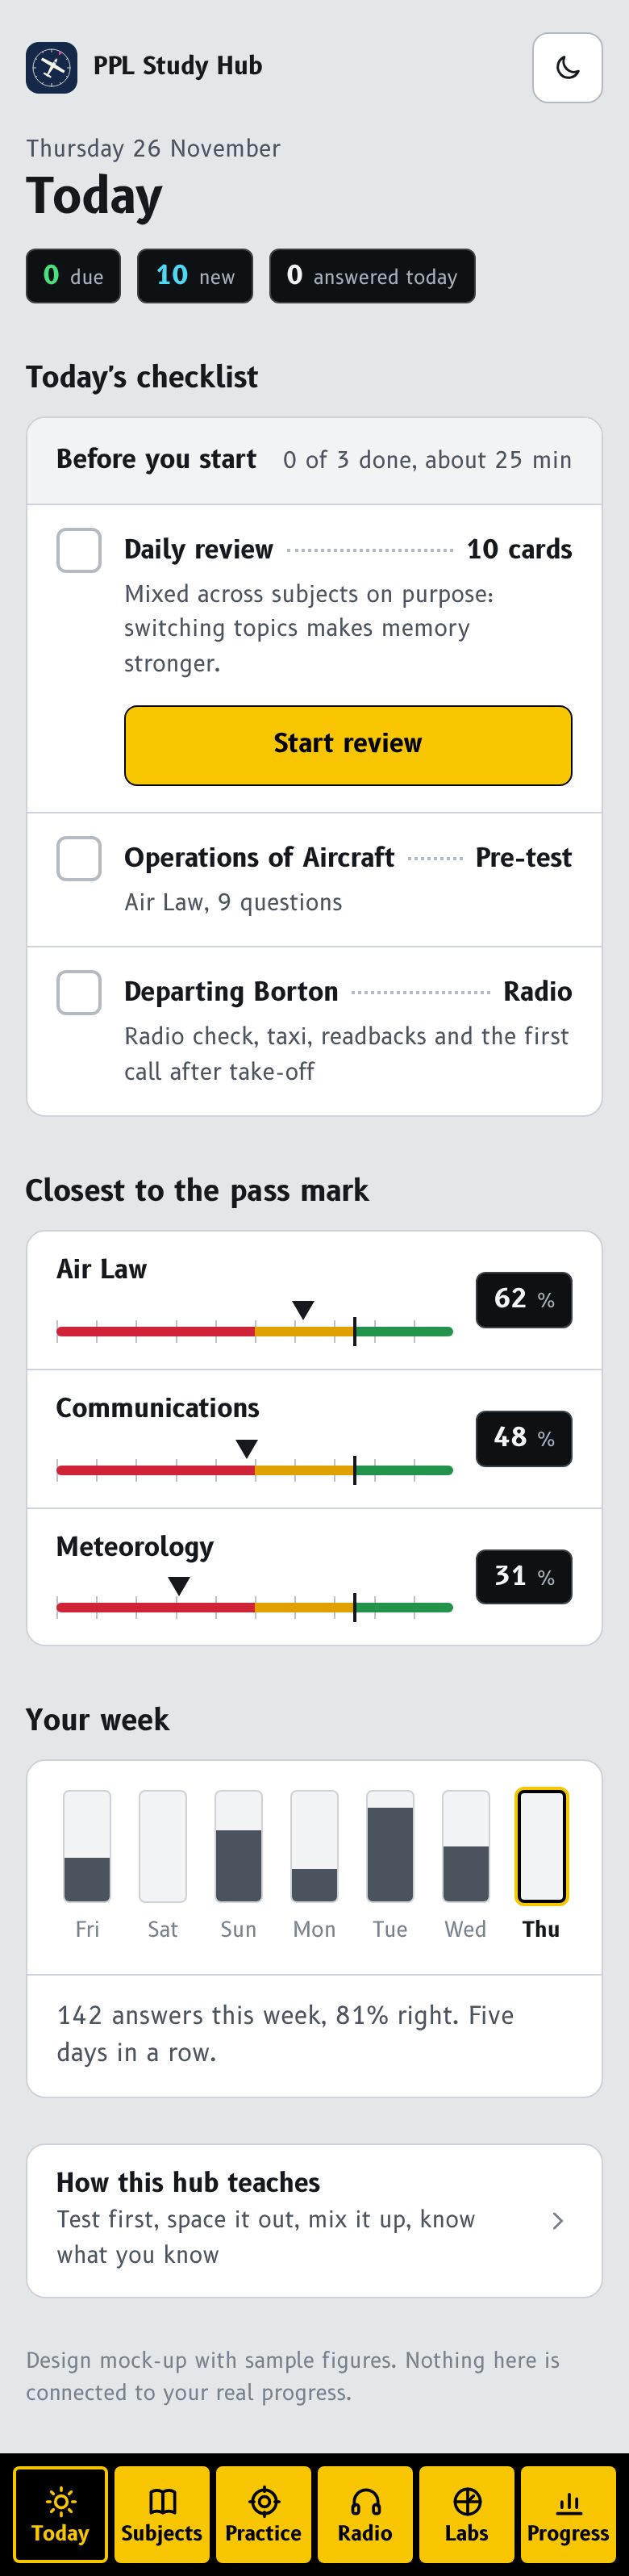 PPL Study Hub
Thursday 26 November
Today
0 due
10 new
0 answered today
Today's checklist
Before you start 0 of 3 done, about 25 min
Daily review 10 cards
Mixed across subjects on purpose:
switching topics makes memory
stronger.
Start review
Operations of Aircraft Pre-test
Air Law, 9 questions
Departing Borton Radio
Radio check, taxi, readbacks and the first
call after take-off
Closest to the pass mark
Air Law
62 %
Communications
48 %
Meteorology
31 %
Your week
Fri Sat Sun Mon Tue Wed Thu
142 answers this week, 81% right. Five
days in a row.
How this hub teaches
Test first, space it out, mix it up, know
what you know
Design mock-up with sample figures. Nothing here is
connected to your real progress.
Today Subjects Practice Radio Labs Progress